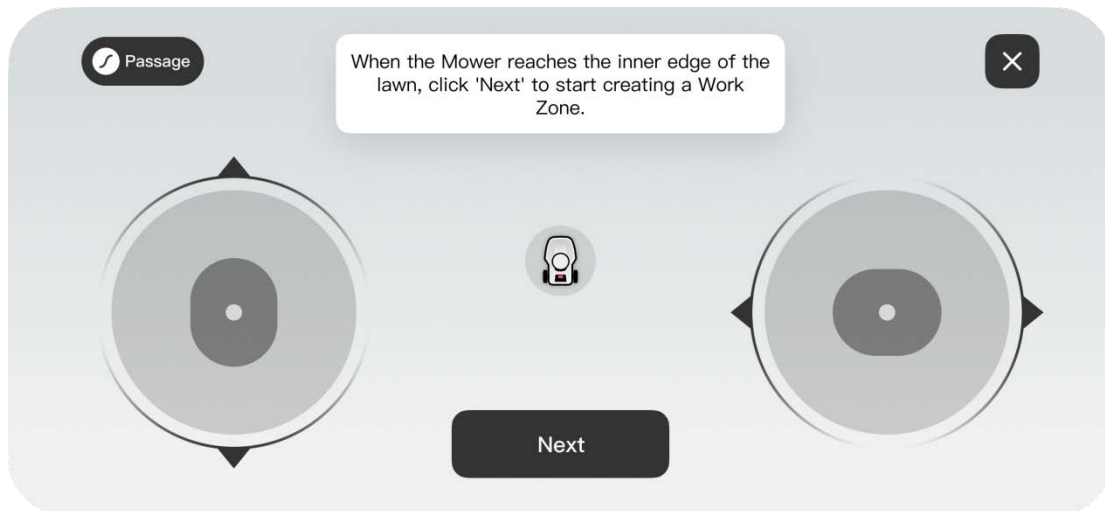 Passage
When the Mower reaches the inner edge of the
lawn, click 'Next' to start creating a Work
Zone.
Next